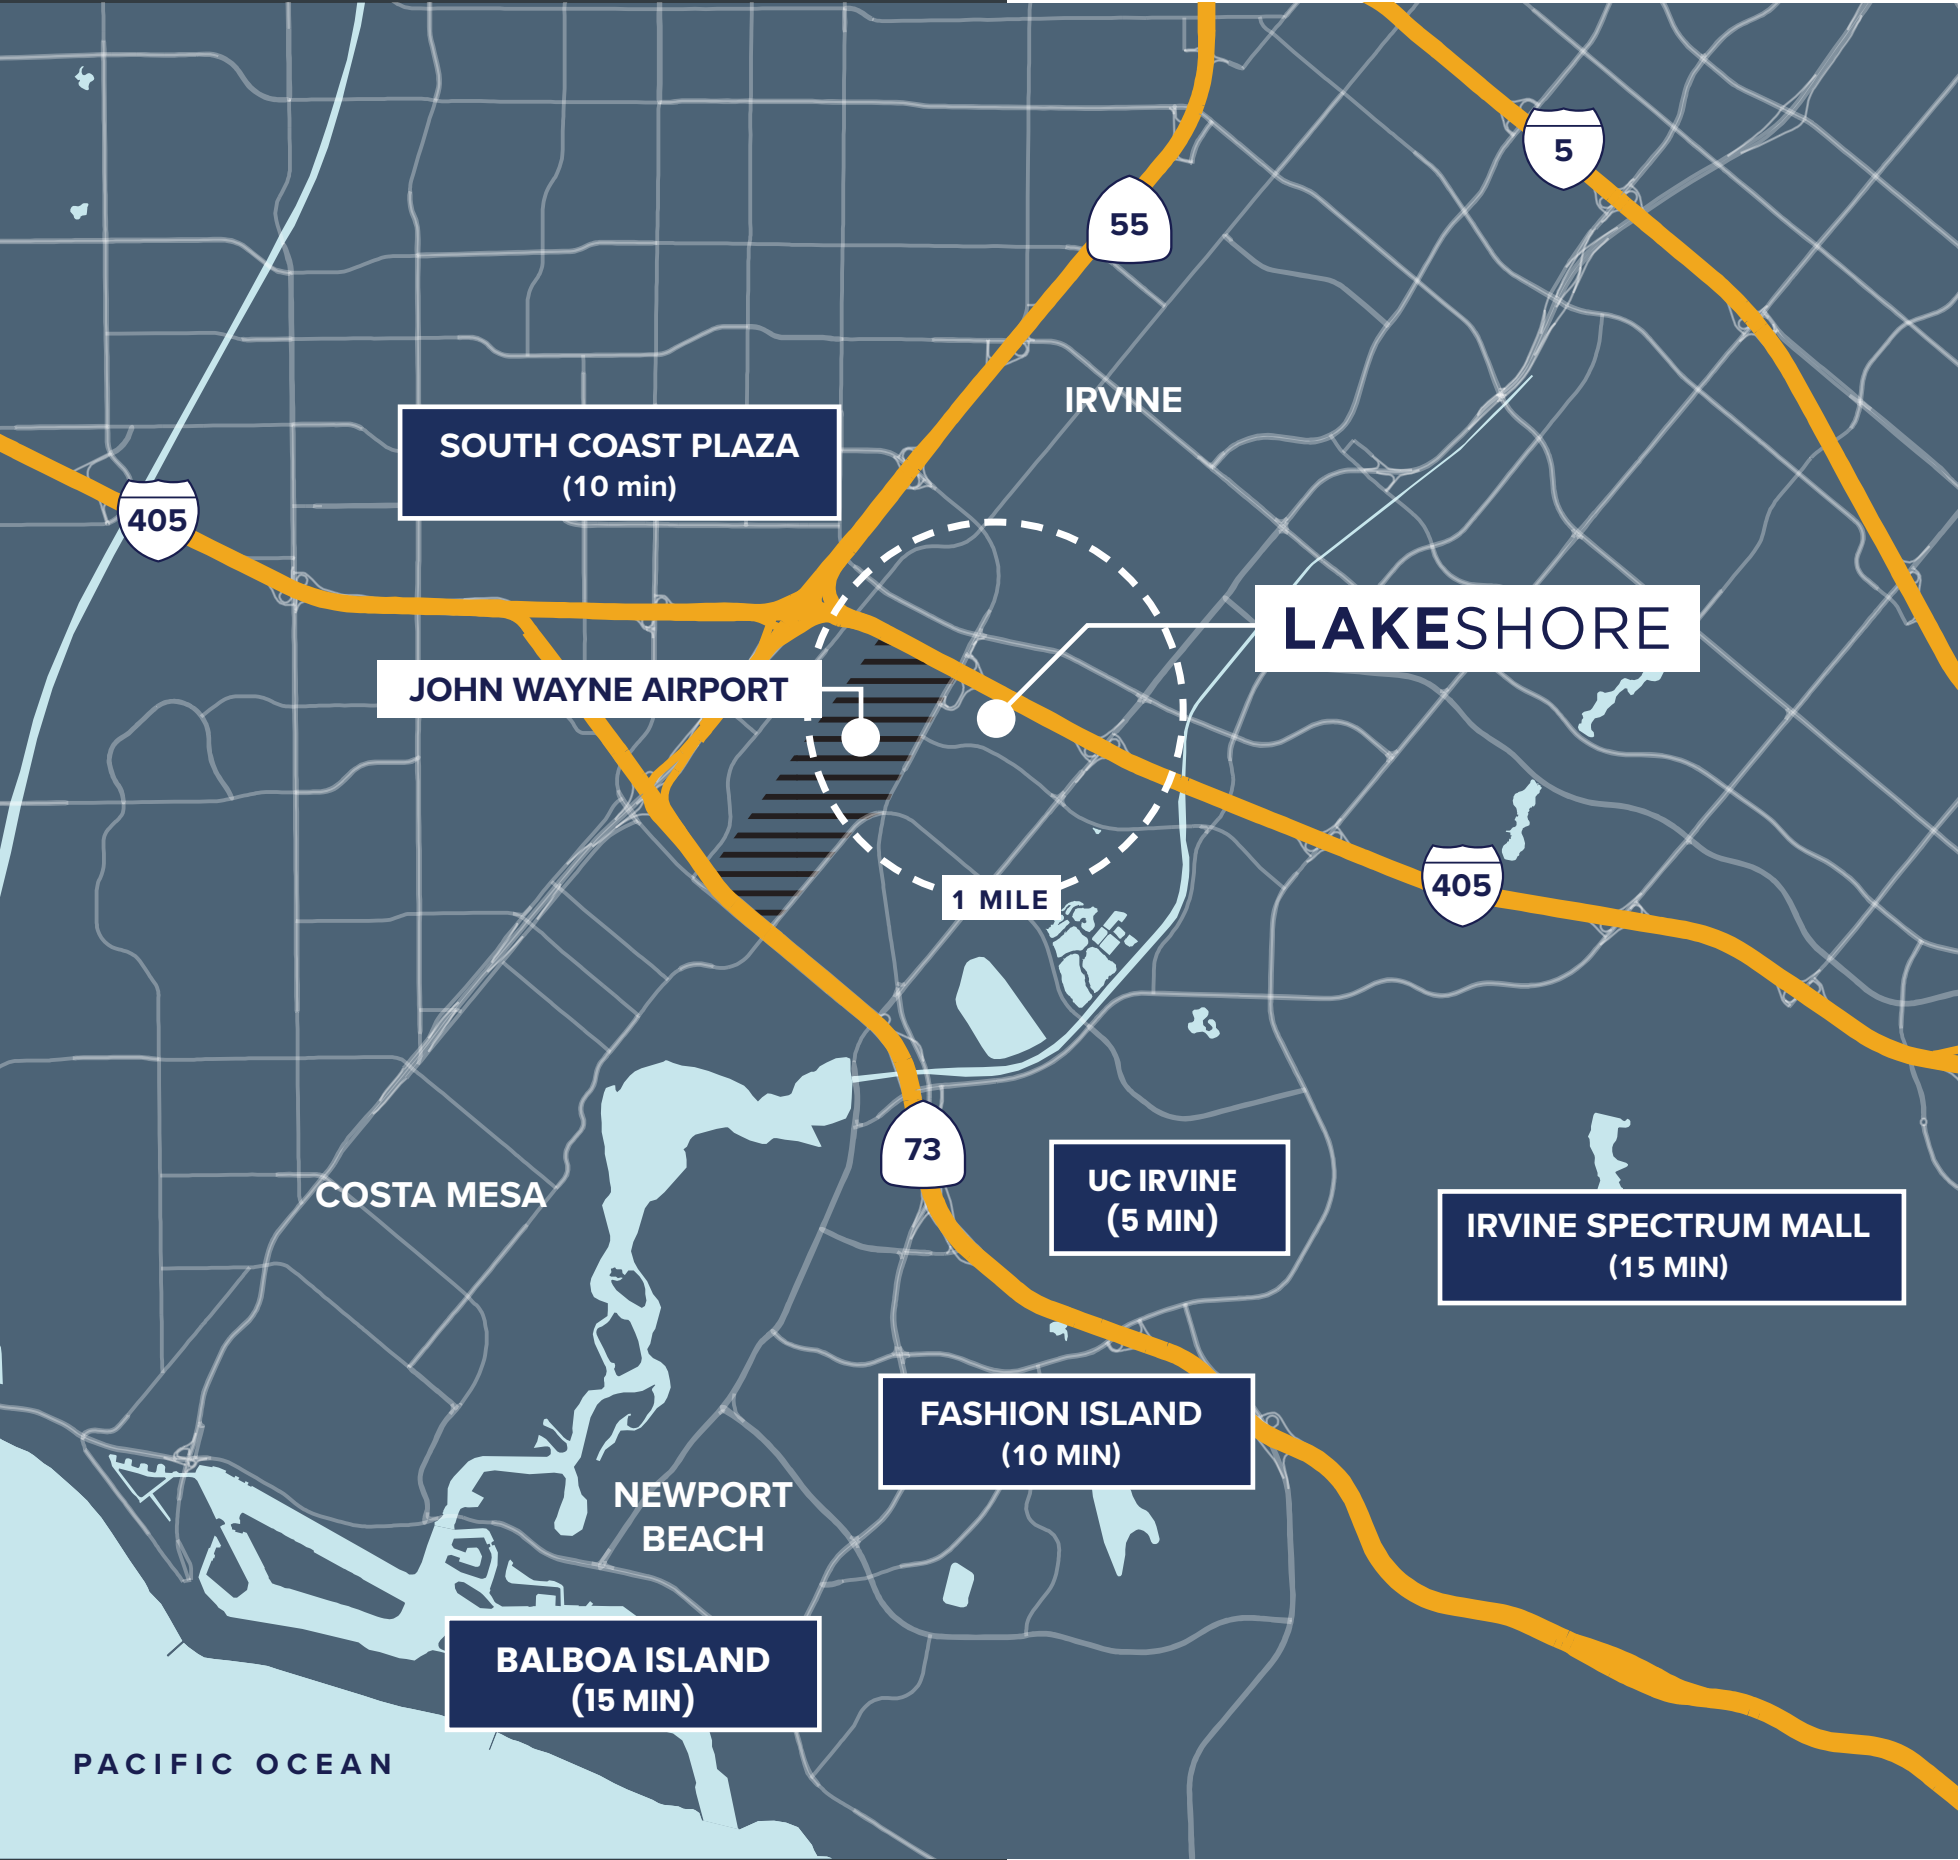 5
55
IRVINE
SOUTH COAST PLAZA
(10 min)
405
LAKESHORE
JOHN WAYNE AIRPORT
405
1 MILE
73
UC IRVINE
(5 MIN)
COSTA MESA
IRVINE SPECTRUM MALL
(15 MIN)
FASHION ISLAND
(10 MIN)
NEWPORT
BEACH
BALBOA ISLAND
(15 MIN)
PACIFIC OCEAN